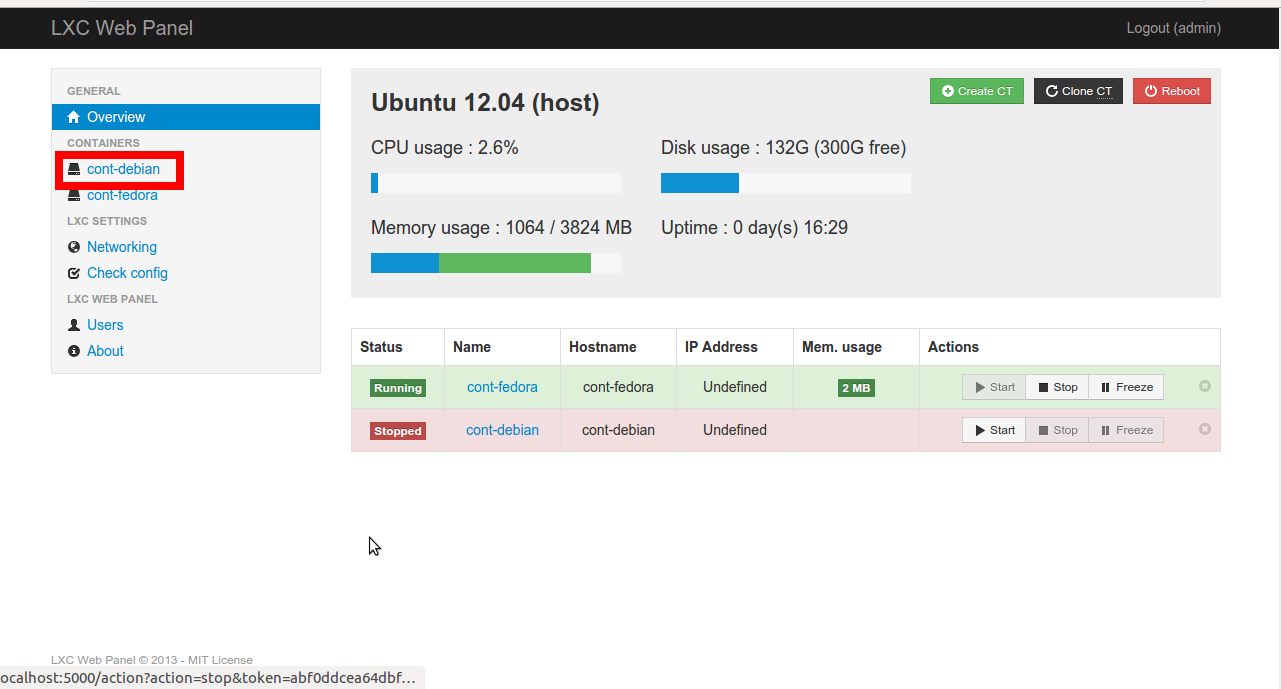 LXC Web Panel
Logout (admin)
GENERAL
Overview
CONTAINERS
cont-debian
cont-fedora
LXC SETTINGS
Networking
Check config
LXC WEB PANEL
Users
About
Ubuntu 12.04 (host)
Create CT
Clone CT
Reboot
CPU usage : 2.6%
Disk usage : 132G (300G free)
Memory usage : 1064 / 3824 MB
Uptime : 0 day(s) 16:29
Status Name Hostname IP Address Mem. usage Actions
Running cont-fedora cont-fedora Undefined 2 MB Start Stop Freeze
Stopped cont-debian cont-debian Undefined Start Stop Freeze
LXC Web Panel © 2013 - MIT License
ocalhost:5000/action?action=stop&token=abf0ddcea64dbf…